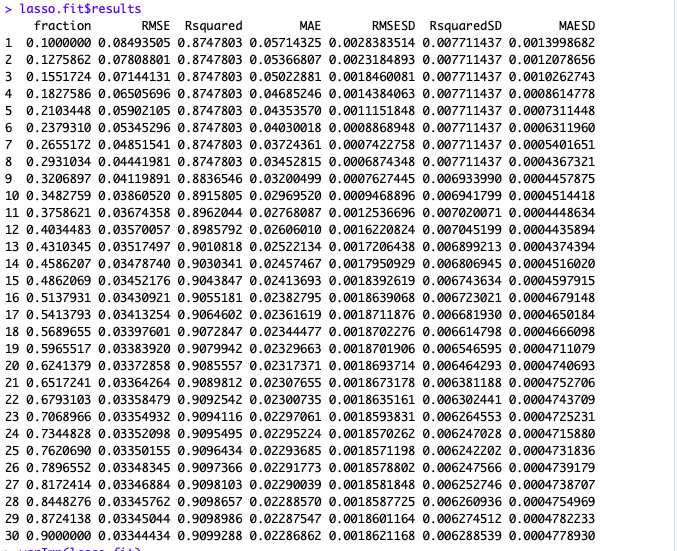 > lasso.fit$results
fraction RMSE Rsquared MAE RMSESD RsquaredSD MAESD
1 0.1000000 0.08493505 0.8747803 0.05714325 0.0028383514 0.007711437 0.0013998682
2 0.1275862 0.07808801 0.8747803 0.05366807 0.0023184893 0.007711437 0.0012078656
3 0.1551724 0.07144131 0.8747803 0.05022881 0.0018460081 0.007711437 0.0010262743
4 0.1827586 0.06505696 0.8747803 0.04685246 0.0014384063 0.007711437 0.0008614778
5 0.2103448 0.05902105 0.8747803 0.04353570 0.0011151848 0.007711437 0.0007311448
6 0.2379310 0.05345296 0.8747803 0.04030018 0.0008868948 0.007711437 0.0006311960
7 0.2655172 0.04851541 0.8747803 0.03724361 0.0007422758 0.007711437 0.0005401651
8 0.2931034 0.04441981 0.8747803 0.03452815 0.0006874348 0.007711437 0.0004367321
9 0.3206897 0.04119891 0.8836546 0.03200499 0.0007627445 0.006933990 0.0004457875
10 0.3482759 0.03860520 0.8915805 0.02969520 0.0009468896 0.006941799 0.0004514418
11 0.3758621 0.03674358 0.8962044 0.02768087 0.0012536696 0.007020071 0.0004448634
12 0.4034483 0.03570057 0.8985792 0.02606010 0.0016220824 0.007045199 0.0004435894
13 0.4310345 0.03517497 0.9010818 0.02522134 0.0017206438 0.006899213 0.0004374394
14 0.4586207 0.03478740 0.9030341 0.02457467 0.0017950929 0.006806945 0.0004516020
15 0.4862069 0.03452176 0.9043847 0.02413693 0.0018392619 0.006743634 0.0004597915
16 0.5137931 0.03430921 0.9055181 0.02382795 0.0018639068 0.006723021 0.0004679148
17 0.5413793 0.03413254 0.9064602 0.02361619 0.0018711876 0.006681930 0.0004650184
18 0.5689655 0.03397601 0.9072847 0.02344477 0.0018702276 0.006614798 0.0004666098
19 0.5965517 0.03383920 0.9079942 0.02329663 0.0018701906 0.006546595 0.0004711079
20 0.6241379 0.03372858 0.9085557 0.02317371 0.0018693714 0.006464293 0.0004740693
21 0.6517241 0.03364264 0.9089812 0.02307655 0.0018673178 0.006381188 0.0004752706
22 0.6793103 0.03358479 0.9092542 0.02300735 0.0018635161 0.006302441 0.0004743709
23 0.7068966 0.03354932 0.9094116 0.02297061 0.0018593831 0.006264553 0.0004725231
24 0.7344828 0.03352098 0.9095495 0.02295224 0.0018570262 0.006247028 0.0004715880
25 0.7620690 0.03350155 0.9096434 0.02293685 0.0018571198 0.006242202 0.0004731836
26 0.7896552 0.03348345 0.9097366 0.02291773 0.0018578802 0.006247566 0.0004739179
27 0.8172414 0.03346884 0.9098103 0.02290039 0.0018581848 0.006252746 0.0004738707
28 0.8448276 0.03345762 0.9098657 0.02288570 0.0018587725 0.006260936 0.0004754969
29 0.8724138 0.03345044 0.9098986 0.02287547 0.0018601164 0.006274512 0.0004782233
30 0.9000000 0.03344434 0.9099288 0.02286862 0.0018621168 0.006288539 0.0004778930